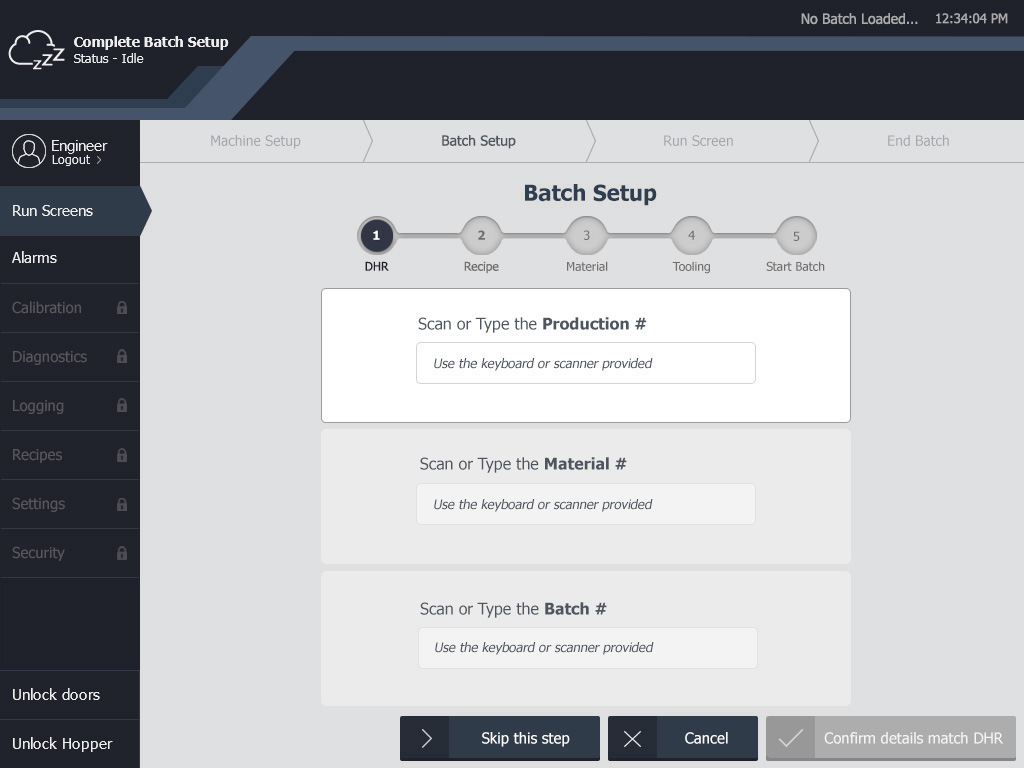 No Batch Loaded... 12:34:04 PM
Complete Batch Setup
Status - Idle
zzz
Engineer
Logout >
Machine Setup
Batch Setup
Run Screen
End Batch
Run Screens
Alarms
Calibration
Diagnostics
Logging
Recipes
Settings
Security
Unlock doors
Unlock Hopper
Batch Setup
1 2 3 4 5
DHR Recipe Material Tooling Start Batch
Scan or Type the Production #
Use the keyboard or scanner provided
Scan or Type the Material #
Use the keyboard or scanner provided
Scan or Type the Batch #
Use the keyboard or scanner provided
Skip this step
Cancel
Confirm details match DHR